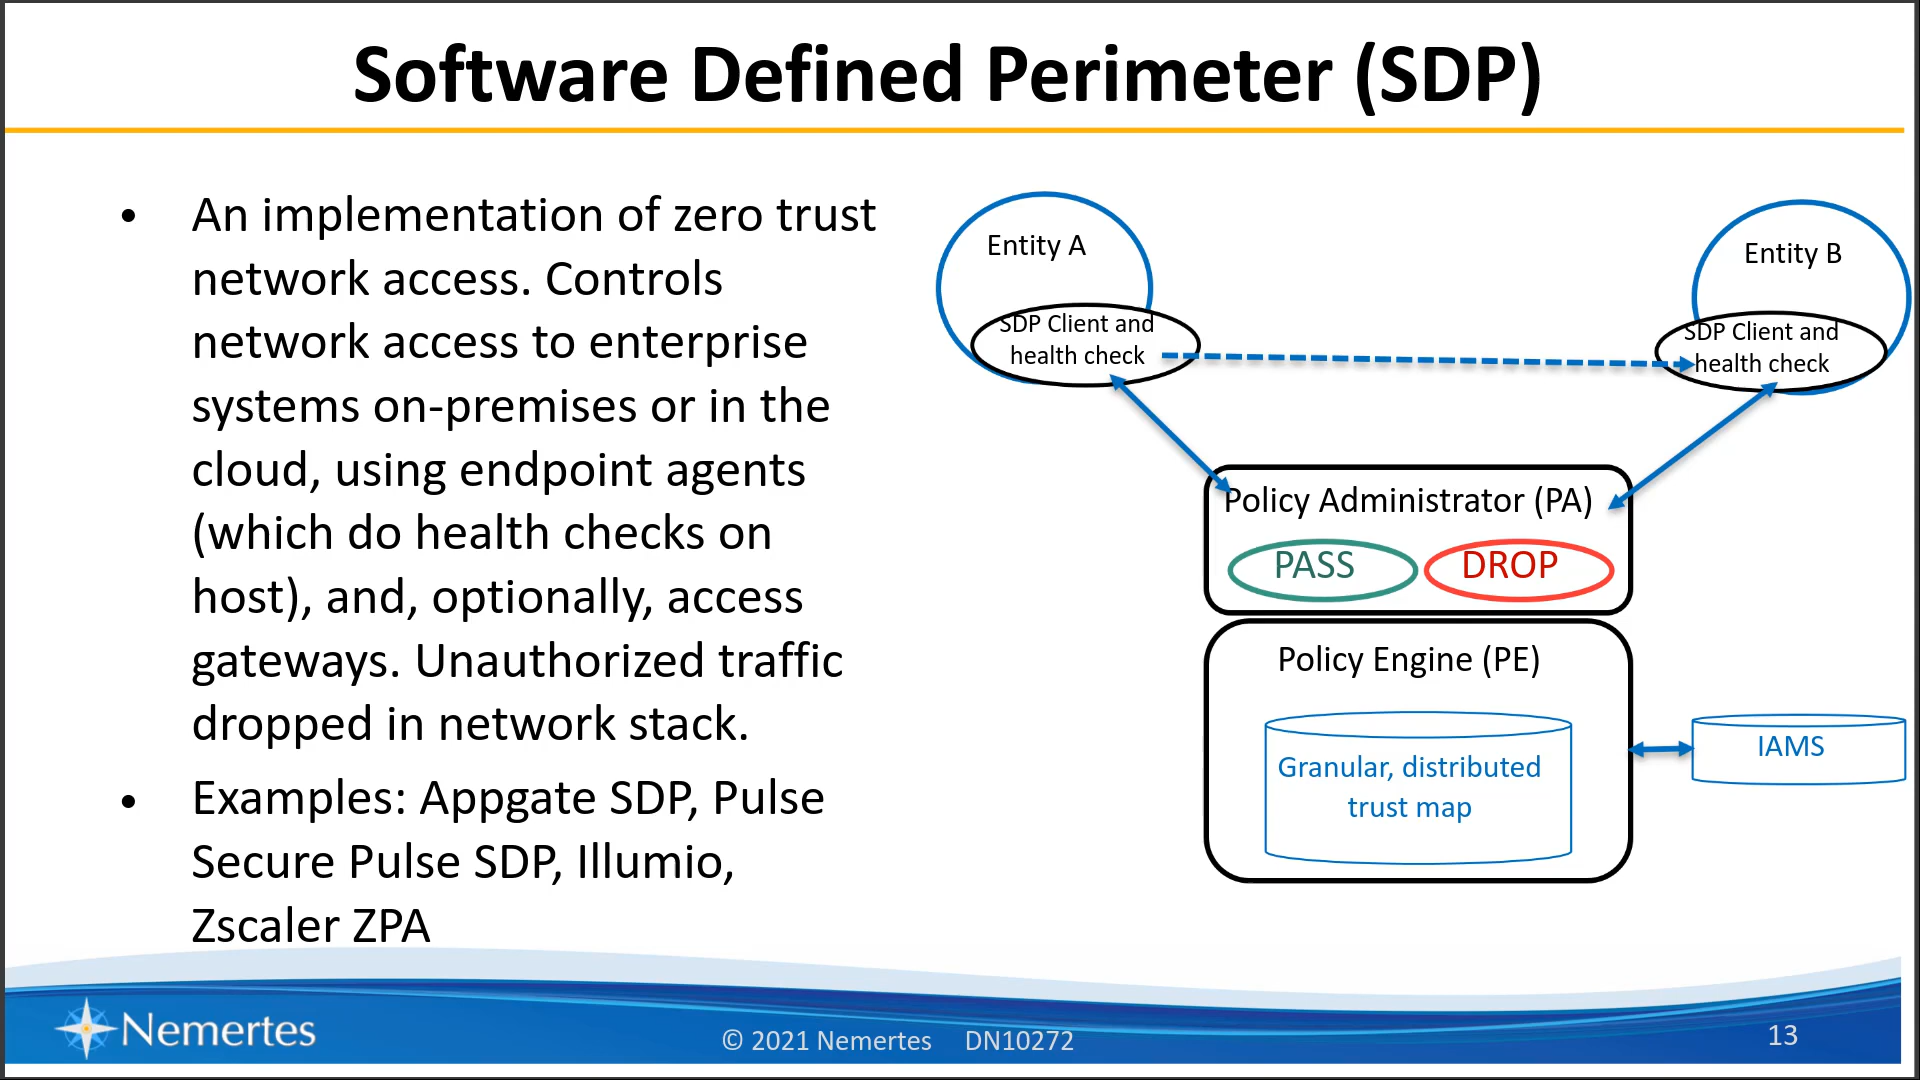 Software Defined Perimeter (SDP)
• An implementation of zero trust
network access. Controls
network access to enterprise
systems on-premises or in the
cloud, using endpoint agents
(which do health checks on
host), and, optionally, access
gateways. Unauthorized traffic
dropped in network stack.
• Examples: Appgate SDP, Pulse
Secure Pulse SDP, Illumio,
Zscaler ZPA
Entity A
SDP Client and
health check
Entity B
SDP Client and
health check
Policy Administrator (PA)
PASS
DROP
Policy Engine (PE)
Granular, distributed
trust map
IAMS
Nemertes
© 2021 Nemertes DN10272
13